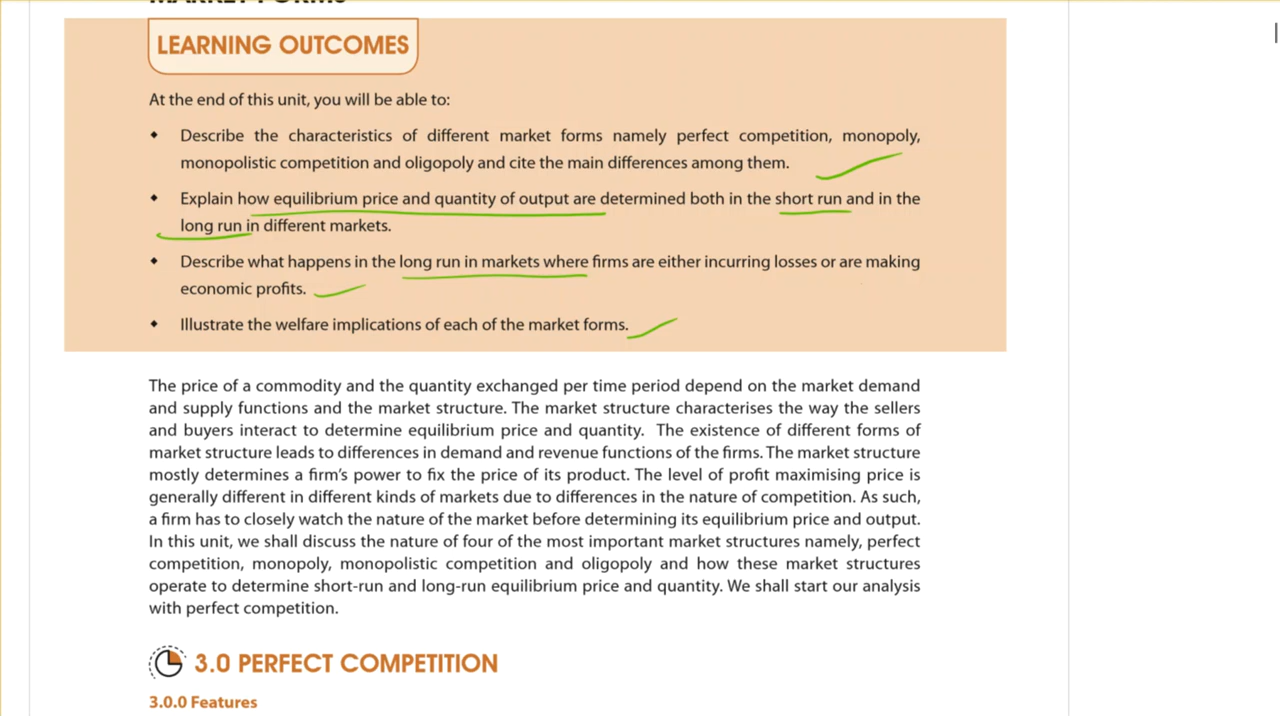 LEARNING OUTCOMES
At the end of this unit, you will be able to:
Describe the characteristics of different market forms namely perfect competition, monopoly,
monopolistic competition and oligopoly and cite the main differences among them.
Explain how equilibrium price and quantity of output are determined both in the short run and in the
long run in different markets.
Describe what happens in the long run in markets where firms are either incurring losses or are making
economic profits.
Illustrate the welfare implications of each of the market forms.
The price of a commodity and the quantity exchanged per time period depend on the market demand
and supply functions and the market structure. The market structure characterises the way the sellers
and buyers interact to determine equilibrium price and quantity. The existence of different forms of
market structure leads to differences in demand and revenue functions of the firms. The market structure
mostly determines a firm's power to fix the price of its product. The level of profit maximising price is
generally different in different kinds of markets due to differences in the nature of competition. As such,
a firm has to closely watch the nature of the market before determining its equilibrium price and output.
In this unit, we shall discuss the nature of four of the most important market structures namely, perfect
competition, monopoly, monopolistic competition and oligopoly and how these market structures
operate to determine short-run and long-run equilibrium price and quantity. We shall start our analysis
with perfect competition.
3.0 PERFECT COMPETITION
3.0.0 Features